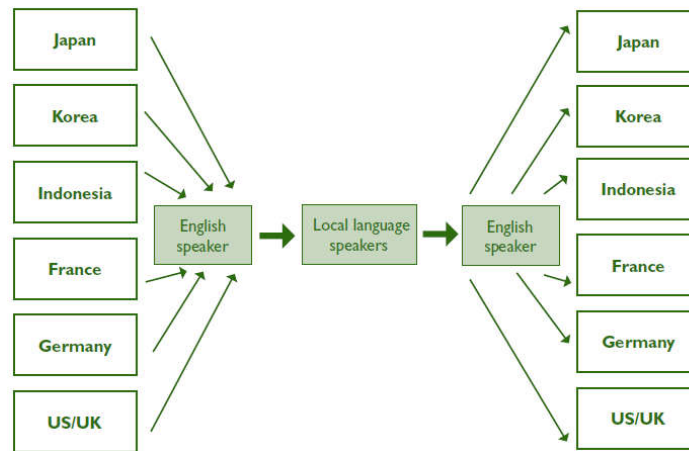 Japan
Korea
Indonesia
France
Germany
US/UK
English
speaker
Local language
speakers
English
speaker
Japan
Korea
Indonesia
France
Germany
US/UK